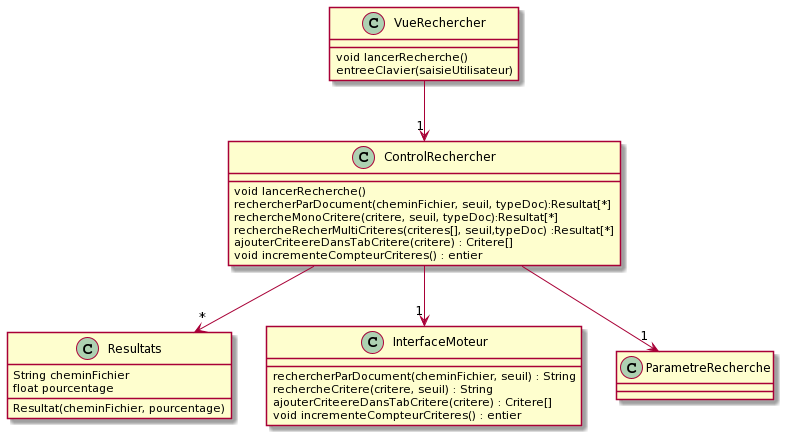 C VueRechercher
void lancerRecherche()
entreeClavier(saisieUtilisateur)
1
C ControlRechercher
void lancerRecherche()
rechercherParDocument(cheminFichier, seuil, typeDoc):Resultat[*]
rechercheMonoCritere(critere, seuil, typeDoc):Resultat[*]
rechercheRecherMultiCriteres(criteres[], seuil,typeDoc) :Resultat[*]
ajouterCriteereDansTabCritere(critere) : Critere[]
void incrementeCompteurCriteres() : entier
*
1
1
C Resultats
String cheminFichier
float pourcentage
Resultat(cheminFichier, pourcentage)
C InterfaceMoteur
rechercherParDocument(cheminFichier, seuil) : String
rechercheCritere(critere, seuil) : String
ajouterCriteereDansTabCritere(critere) : Critere[]
void incrementeCompteurCriteres() : entier
C ParametreRecherche